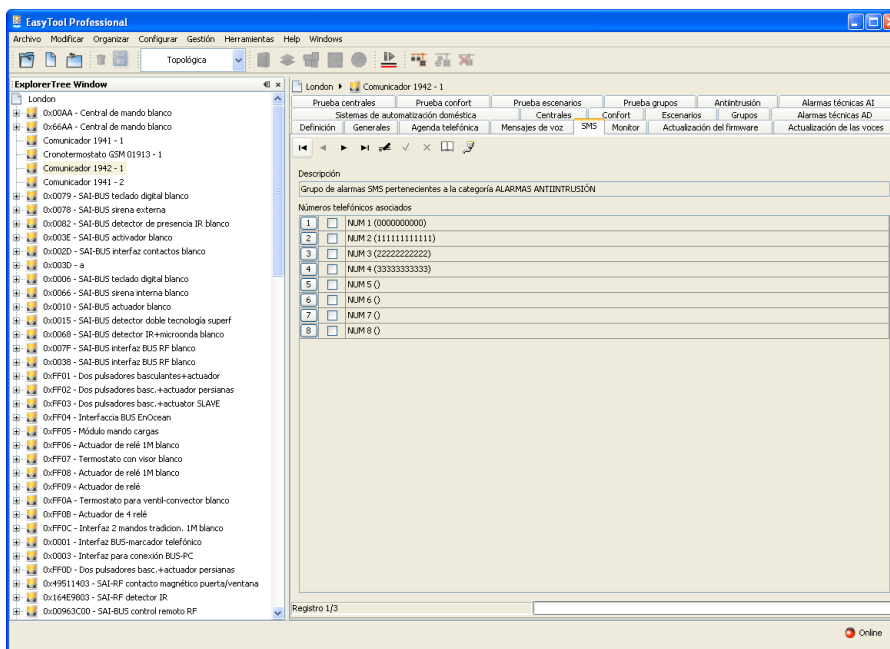 EasyTool Professional
Archivo Modificar Organizar Configurar Gestión Herramientas Help Windows
Topológica
ExplorerTree Window
London
0x00AA - Central de mando blanco
0x66AA - Central de mando blanco
Comunicador 1941 - 1
Cronotermostato GSM 01913 - 1
Comunicador 1942 - 1
Comunicador 1941 - 2
0x0079 - SAI-BUS teclado digital blanco
0x0078 - SAI-BUS sirena externa
0x0082 - SAI-BUS detector de presencia IR blanco
0x003E - SAI-BUS activador blanco
0x002D - SAI-BUS interfaz contactos blanco
0x003D - a
0x0006 - SAI-BUS teclado digital blanco
0x0066 - SAI-BUS sirena interna blanco
0x0010 - SAI-BUS actuador blanco
0x0015 - SAI-BUS detector doble tecnología superf
0x0068 - SAI-BUS detector IR+microonda blanco
0x007F - SAI-BUS interfaz BUS RF blanco
0x0038 - SAI-BUS interfaz BUS RF blanco
0xFF01 - Dos pulsadores basculantes+actuador
0xFF02 - Dos pulsadores basc.+actuador persianas
0xFF03 - Dos pulsadores basc.+actuator SLAVE
0xFF04 - Interfaccia BUS EnOcean
0xFF05 - Módulo mando cargas
0xFF06 - Actuador de relé 1M blanco
0xFF07 - Termostato con visor blanco
0xFF08 - Actuador de relé 1M blanco
0xFF09 - Actuador de relé
0xFF0A - Termostato para ventil-convector blanco
0xFF0B - Actuador de 4 relé
0xFF0C - Interfaz 2 mandos tradicion. 1M blanco
0x0001 - Interfaz BUS-marcador telefónico
0x0003 - Interfaz para conexión BUS-PC
0xFF0D - Dos pulsadores basc.+actuador persianas
0x49511403 - SAI-RF contacto magnético puerta/ventana
0x164E9803 - SAI-RF detector IR
0x00963C00 - SAI-BUS control remoto RF
London Comunicador 1942 - 1
Prueba centrales Prueba confort Prueba escenarios Prueba grupos Antiintrusión Alarmas técnicas AI
Sistemas de automatización doméstica Centrales Confort Escenarios Grupos Alarmas técnicas AD
Definición Generales Agenda telefónica Mensajes de voz SMS Monitor Actualización del firmware Actualización de las voces
Descripción
Grupo de alarmas SMS pertenecientes a la categoría ALARMAS ANTIINTRUSIÓN
Números telefónicos asociados
1 NUM 1 (0000000000)
2 NUM 2 (111111111111)
3 NUM 3 (22222222222)
4 NUM 4 (33333333333)
5 NUM 5 ()
6 NUM 6 ()
7 NUM 7 ()
8 NUM 8 ()
Registro 1/3
Online